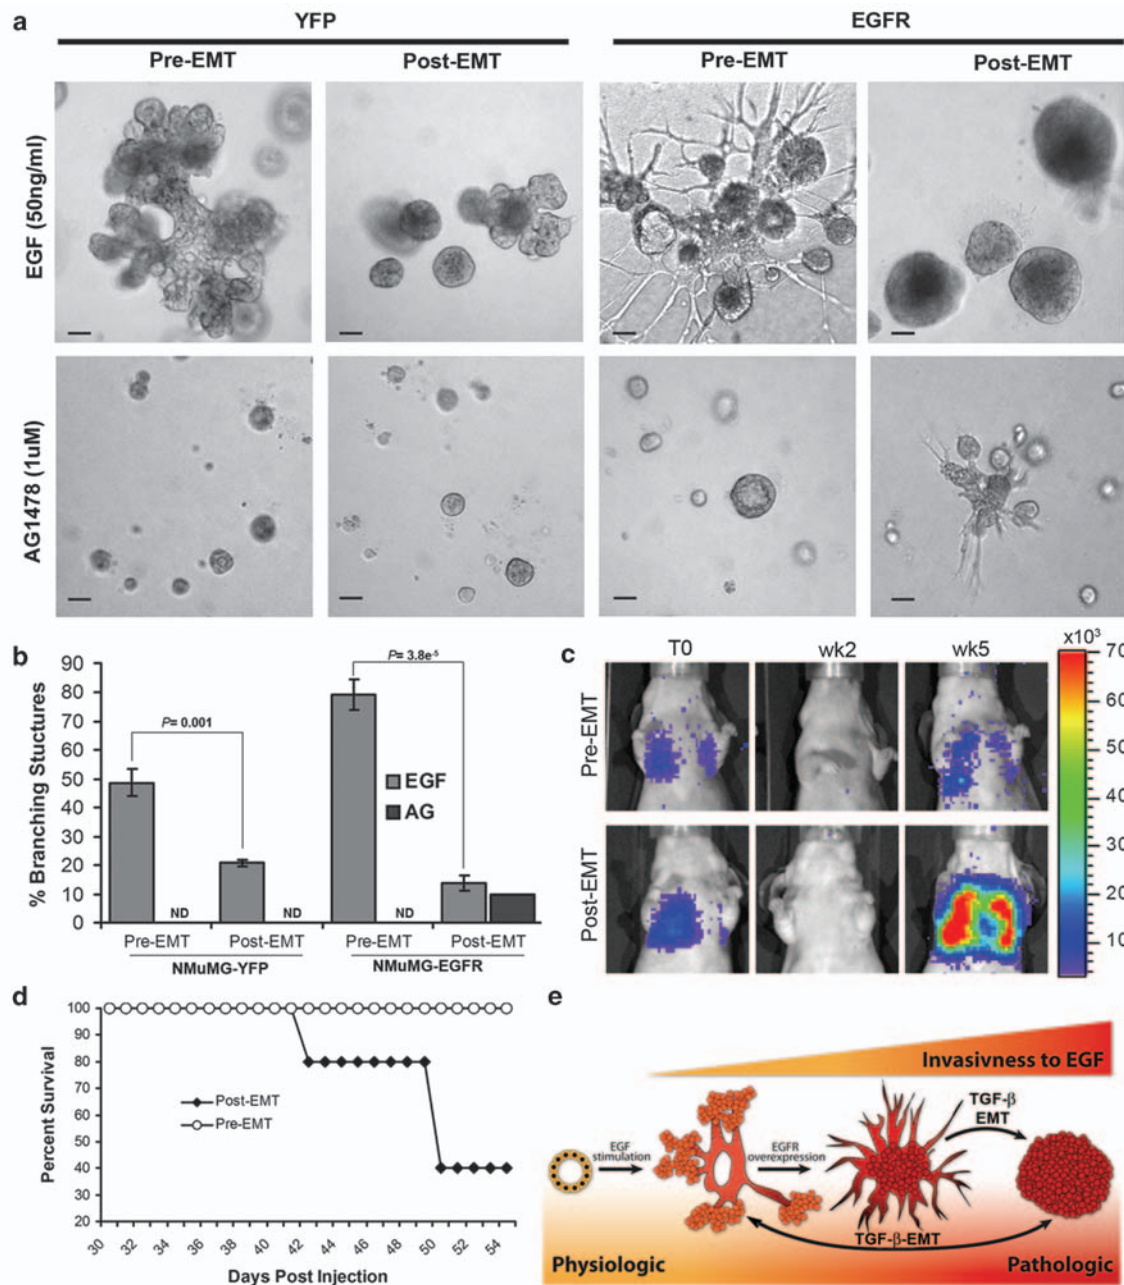 a
YFP
EGFR
Pre-EMT
Post-EMT
Pre-EMT
Post-EMT
EGF (50ng/ml)
AG1478 (1uM)
b
% Branching Stuctures
90
80
70
60
50
40
30
20
10
0
P= 0.001
P= 3.8e-5
EGF
AG
ND
ND
ND
Pre-EMT
Post-EMT
Pre-EMT
Post-EMT
NMuMG-YFP
NMuMG-EGFR
c
T0
wk2
wk5
Pre-EMT
Post-EMT
x10³
70
60
50
40
30
20
10
d
Percent Survival
100
90
80
70
60
50
40
30
20
Post-EMT
Pre-EMT
30
32
34
36
38
40
42
44
46
48
50
52
54
Days Post Injection
e
Invasivness to EGF
EGF
stimulation
EGFR
overexpression
TGF-β
EMT
TGF-β-EMT
Physiologic
Pathologic